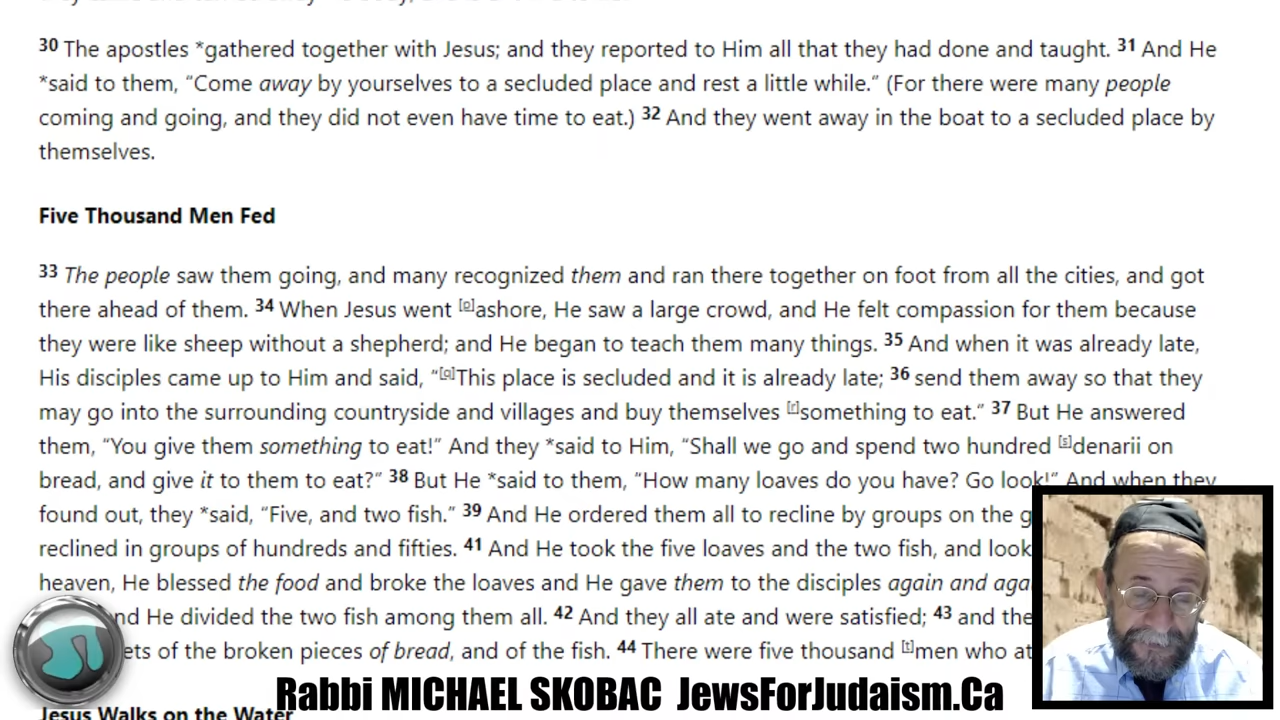 30 The apostles *gathered together with Jesus; and they reported to Him all that they had done and taught. 31 And He
*said to them, “Come away by yourselves to a secluded place and rest a little while.” (For there were many people
coming and going, and they did not even have time to eat.) 32 And they went away in the boat to a secluded place by
themselves.
Five Thousand Men Fed
33 The people saw them going, and many recognized them and ran there together on foot from all the cities, and got
there ahead of them. 34 When Jesus went [p]ashore, He saw a large crowd, and He felt compassion for them because
they were like sheep without a shepherd; and He began to teach them many things. 35 And when it was already late,
His disciples came up to Him and said, “[q]This place is secluded and it is already late; 36 send them away so that they
may go into the surrounding countryside and villages and buy themselves [r]something to eat.” 37 But He answered
them, “You give them something to eat!” And they *said to Him, “Shall we go and spend two hundred [s]denarii on
bread, and give it to them to eat?” 38 But He *said to them, “How many loaves do you have? Go look!” And when they
found out, they *said, “Five, and two fish.” 39 And He ordered them all to recline by groups on the g
reclined in groups of hundreds and fifties. 41 And He took the five loaves and the two fish, and look
heaven, He blessed the food and broke the loaves and He gave them to the disciples again and aga
nd He divided the two fish among them all. 42 And they all ate and were satisfied; 43 and the
ets of the broken pieces of bread, and of the fish. 44 There were five thousand [t]men who at
Rabbi MICHAEL SKOBAC JewsForJudaism.Ca
Jesus Walks on the Water